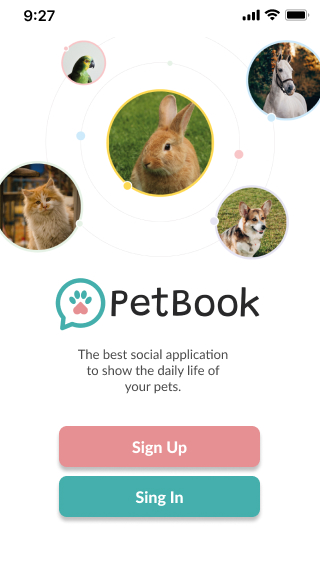 9:27
PetBook
The best social application
to show the daily life of
your pets.
Sign Up
Sing In